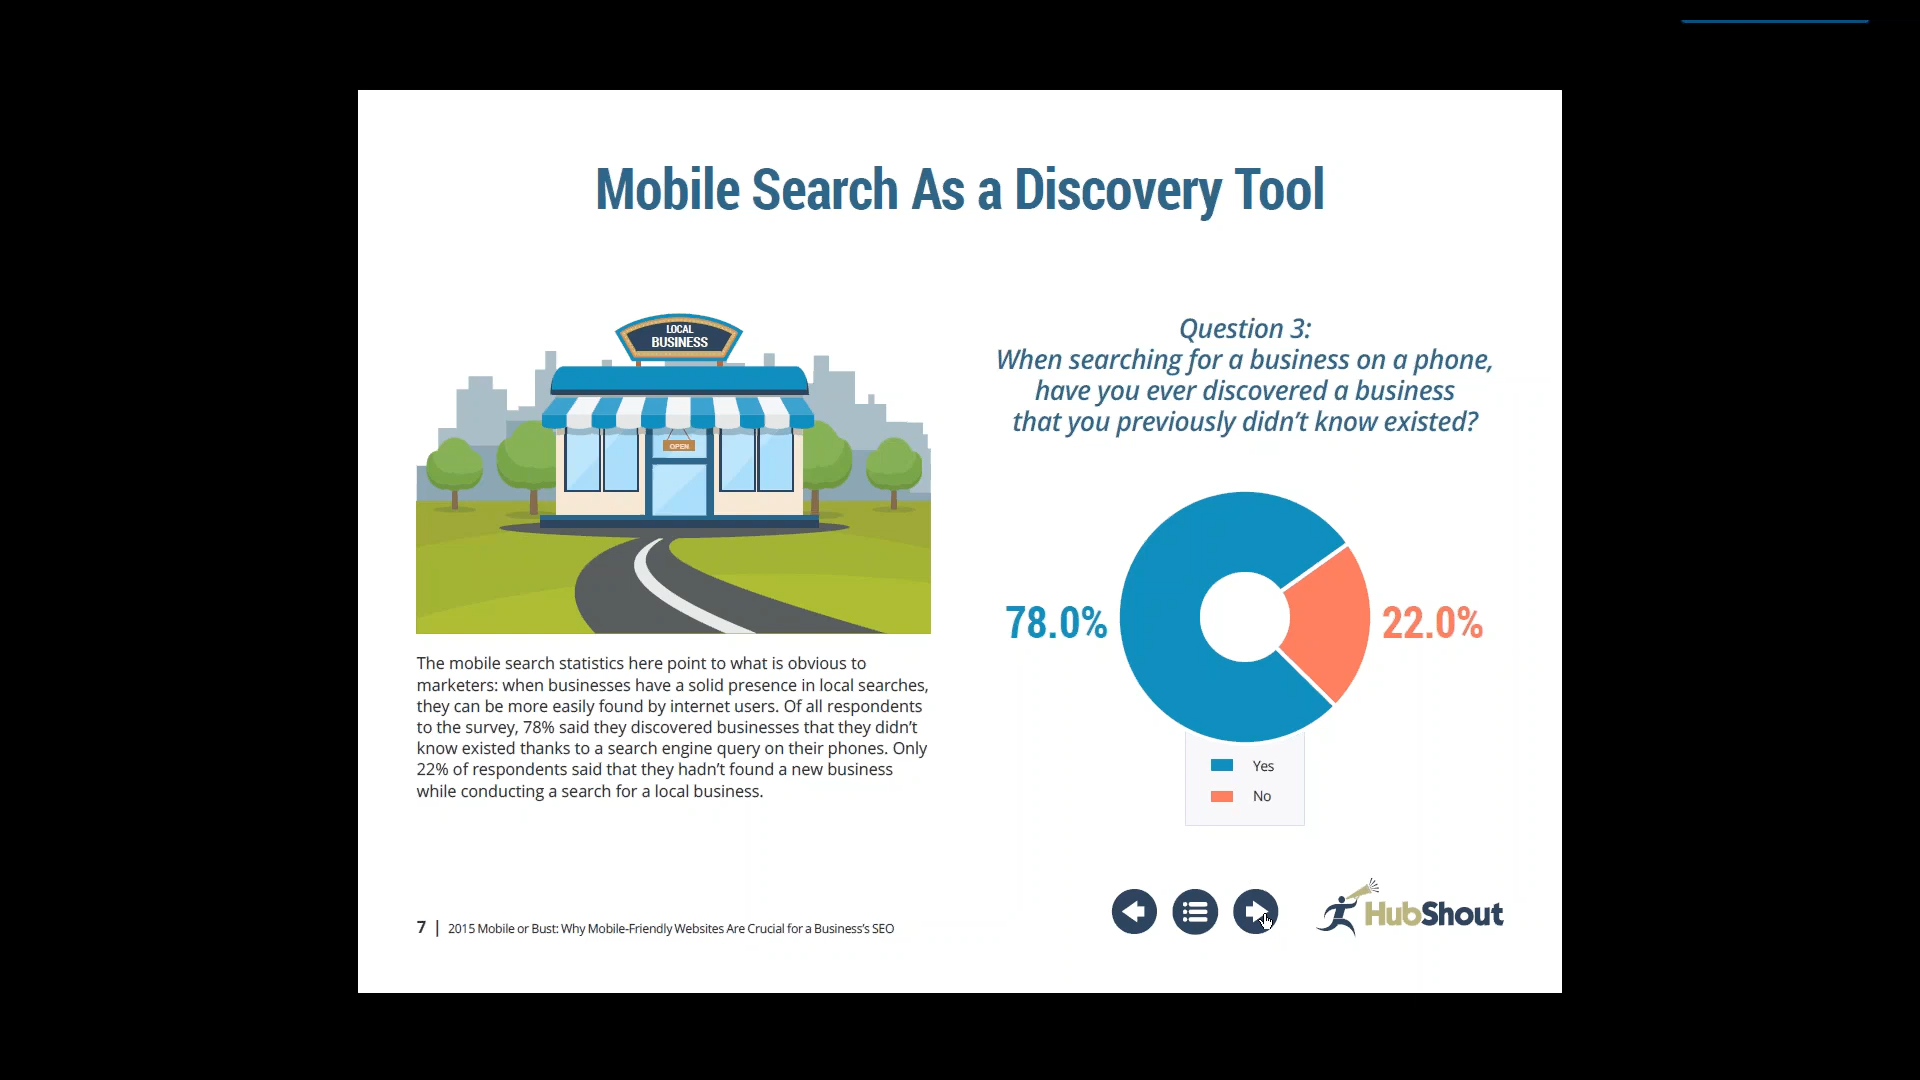 Mobile Search As a Discovery Tool
LOCAL
BUSINESS
OPEN
The mobile search statistics here point to what is obvious to
marketers: when businesses have a solid presence in local searches,
they can be more easily found by internet users. Of all respondents
to the survey, 78% said they discovered businesses that they didn’t
know existed thanks to a search engine query on their phones. Only
22% of respondents said that they hadn’t found a new business
while conducting a search for a local business.
Question 3:
When searching for a business on a phone,
have you ever discovered a business
that you previously didn’t know existed?
78.0%
22.0%
Yes
No
7 | 2015 Mobile or Bust: Why Mobile-Friendly Websites Are Crucial for a Business’s SEO
HubShout